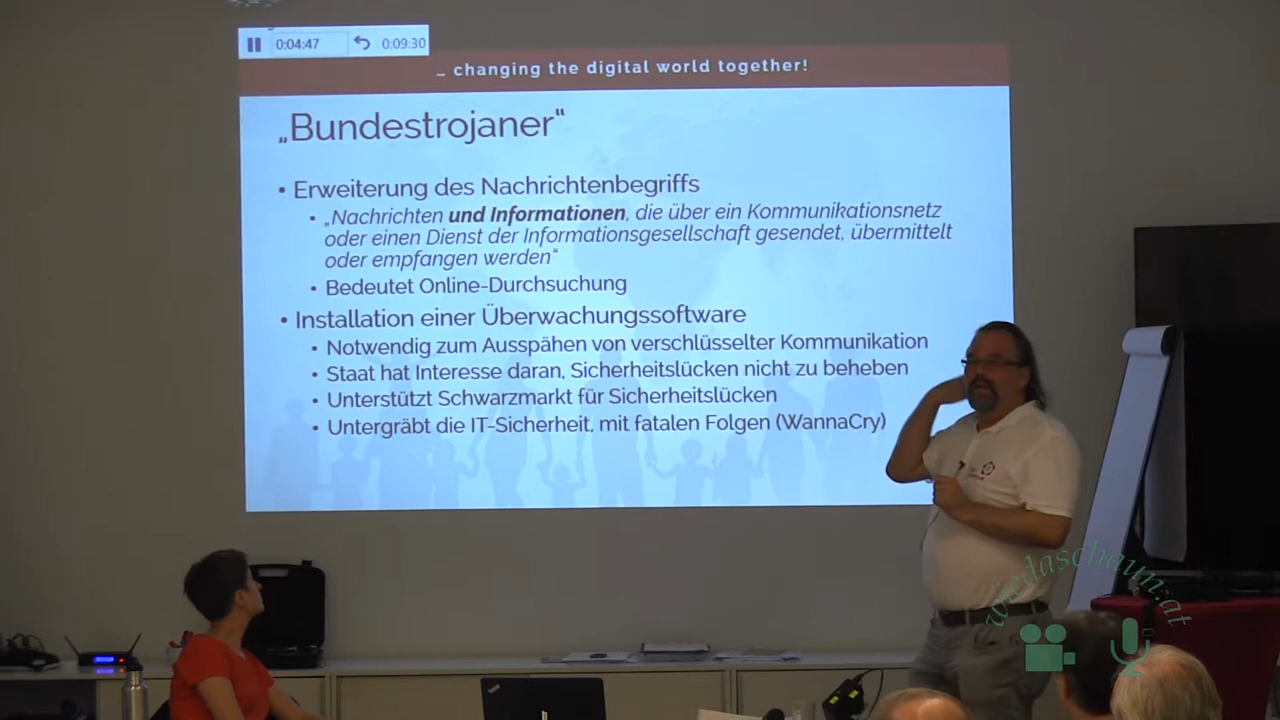 0:04:47 0:09:30
... changing the digital world together!
„Bundestrojaner“
• Erweiterung des Nachrichtenbegriffs
• „Nachrichten und Informationen, die über ein Kommunikationsnetz
oder einen Dienst der Informationsgesellschaft gesendet, übermittelt
oder empfangen werden“
• Bedeutet Online-Durchsuchung
• Installation einer Überwachungssoftware
• Notwendig zum Ausspähen von verschlüsselter Kommunikation
• Staat hat Interesse daran, Sicherheitslücken nicht zu beheben
• Unterstützt Schwarzmarkt für Sicherheitslücken
• Untergräbt die IT-Sicherheit, mit fatalen Folgen (WannaCry)
wiedaschaun.at